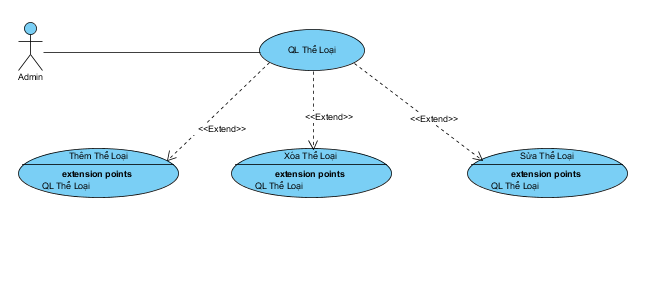 QL Thể Loại
Admin
<<Extend>>
<<Extend>>
<<Extend>>
Thêm Thể Loại
extension points
QL Thể Loại
Xóa Thể Loại
extension points
QL Thể Loại
Sửa Thể Loại
extension points
QL Thể Loại